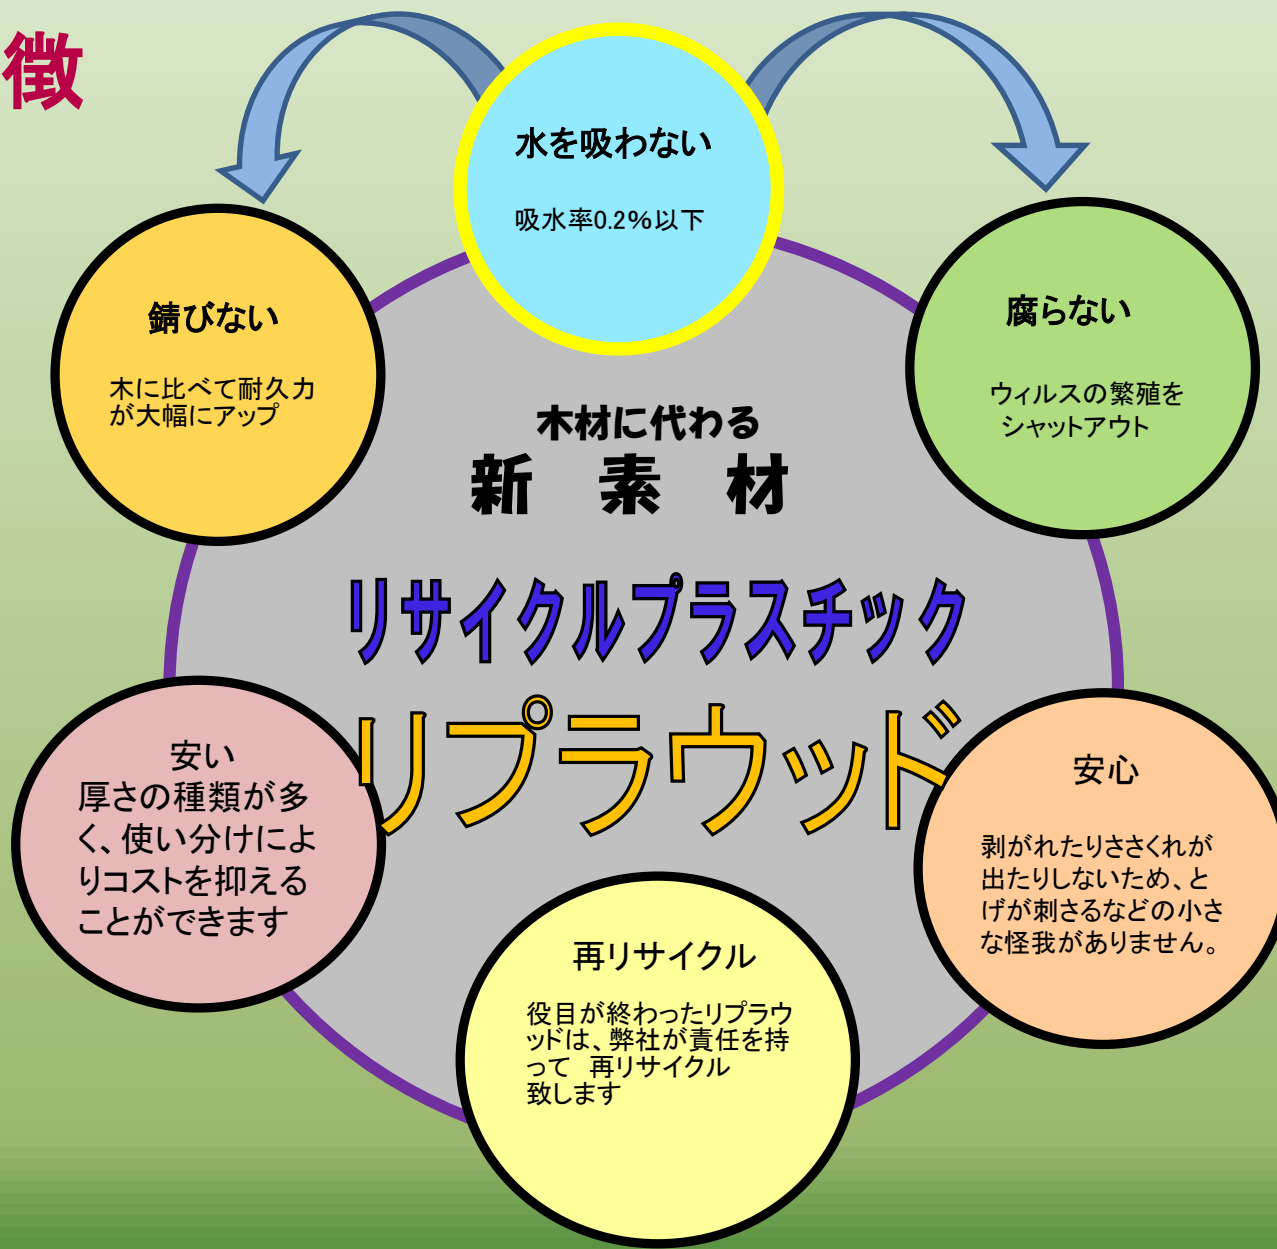 徴
水を吸わない
吸水率0.2%以下
錆びない
木に比べて耐久力
が大幅にアップ
腐らない
ウィルスの繁殖を
シャットアウト
木材に代わる
新　素　材
リサイクルプラスチック
リプラウッド
安い
厚さの種類が多
く、使い分けによ
りコストを抑える
ことができます
安心
剥がれたりささくれが
出たりしないため、と
げが刺さるなどの小さ
な怪我がありません。
再リサイクル
役目が終わったリプラウ
ッドは、弊社が責任を持
って　再リサイクル
致します